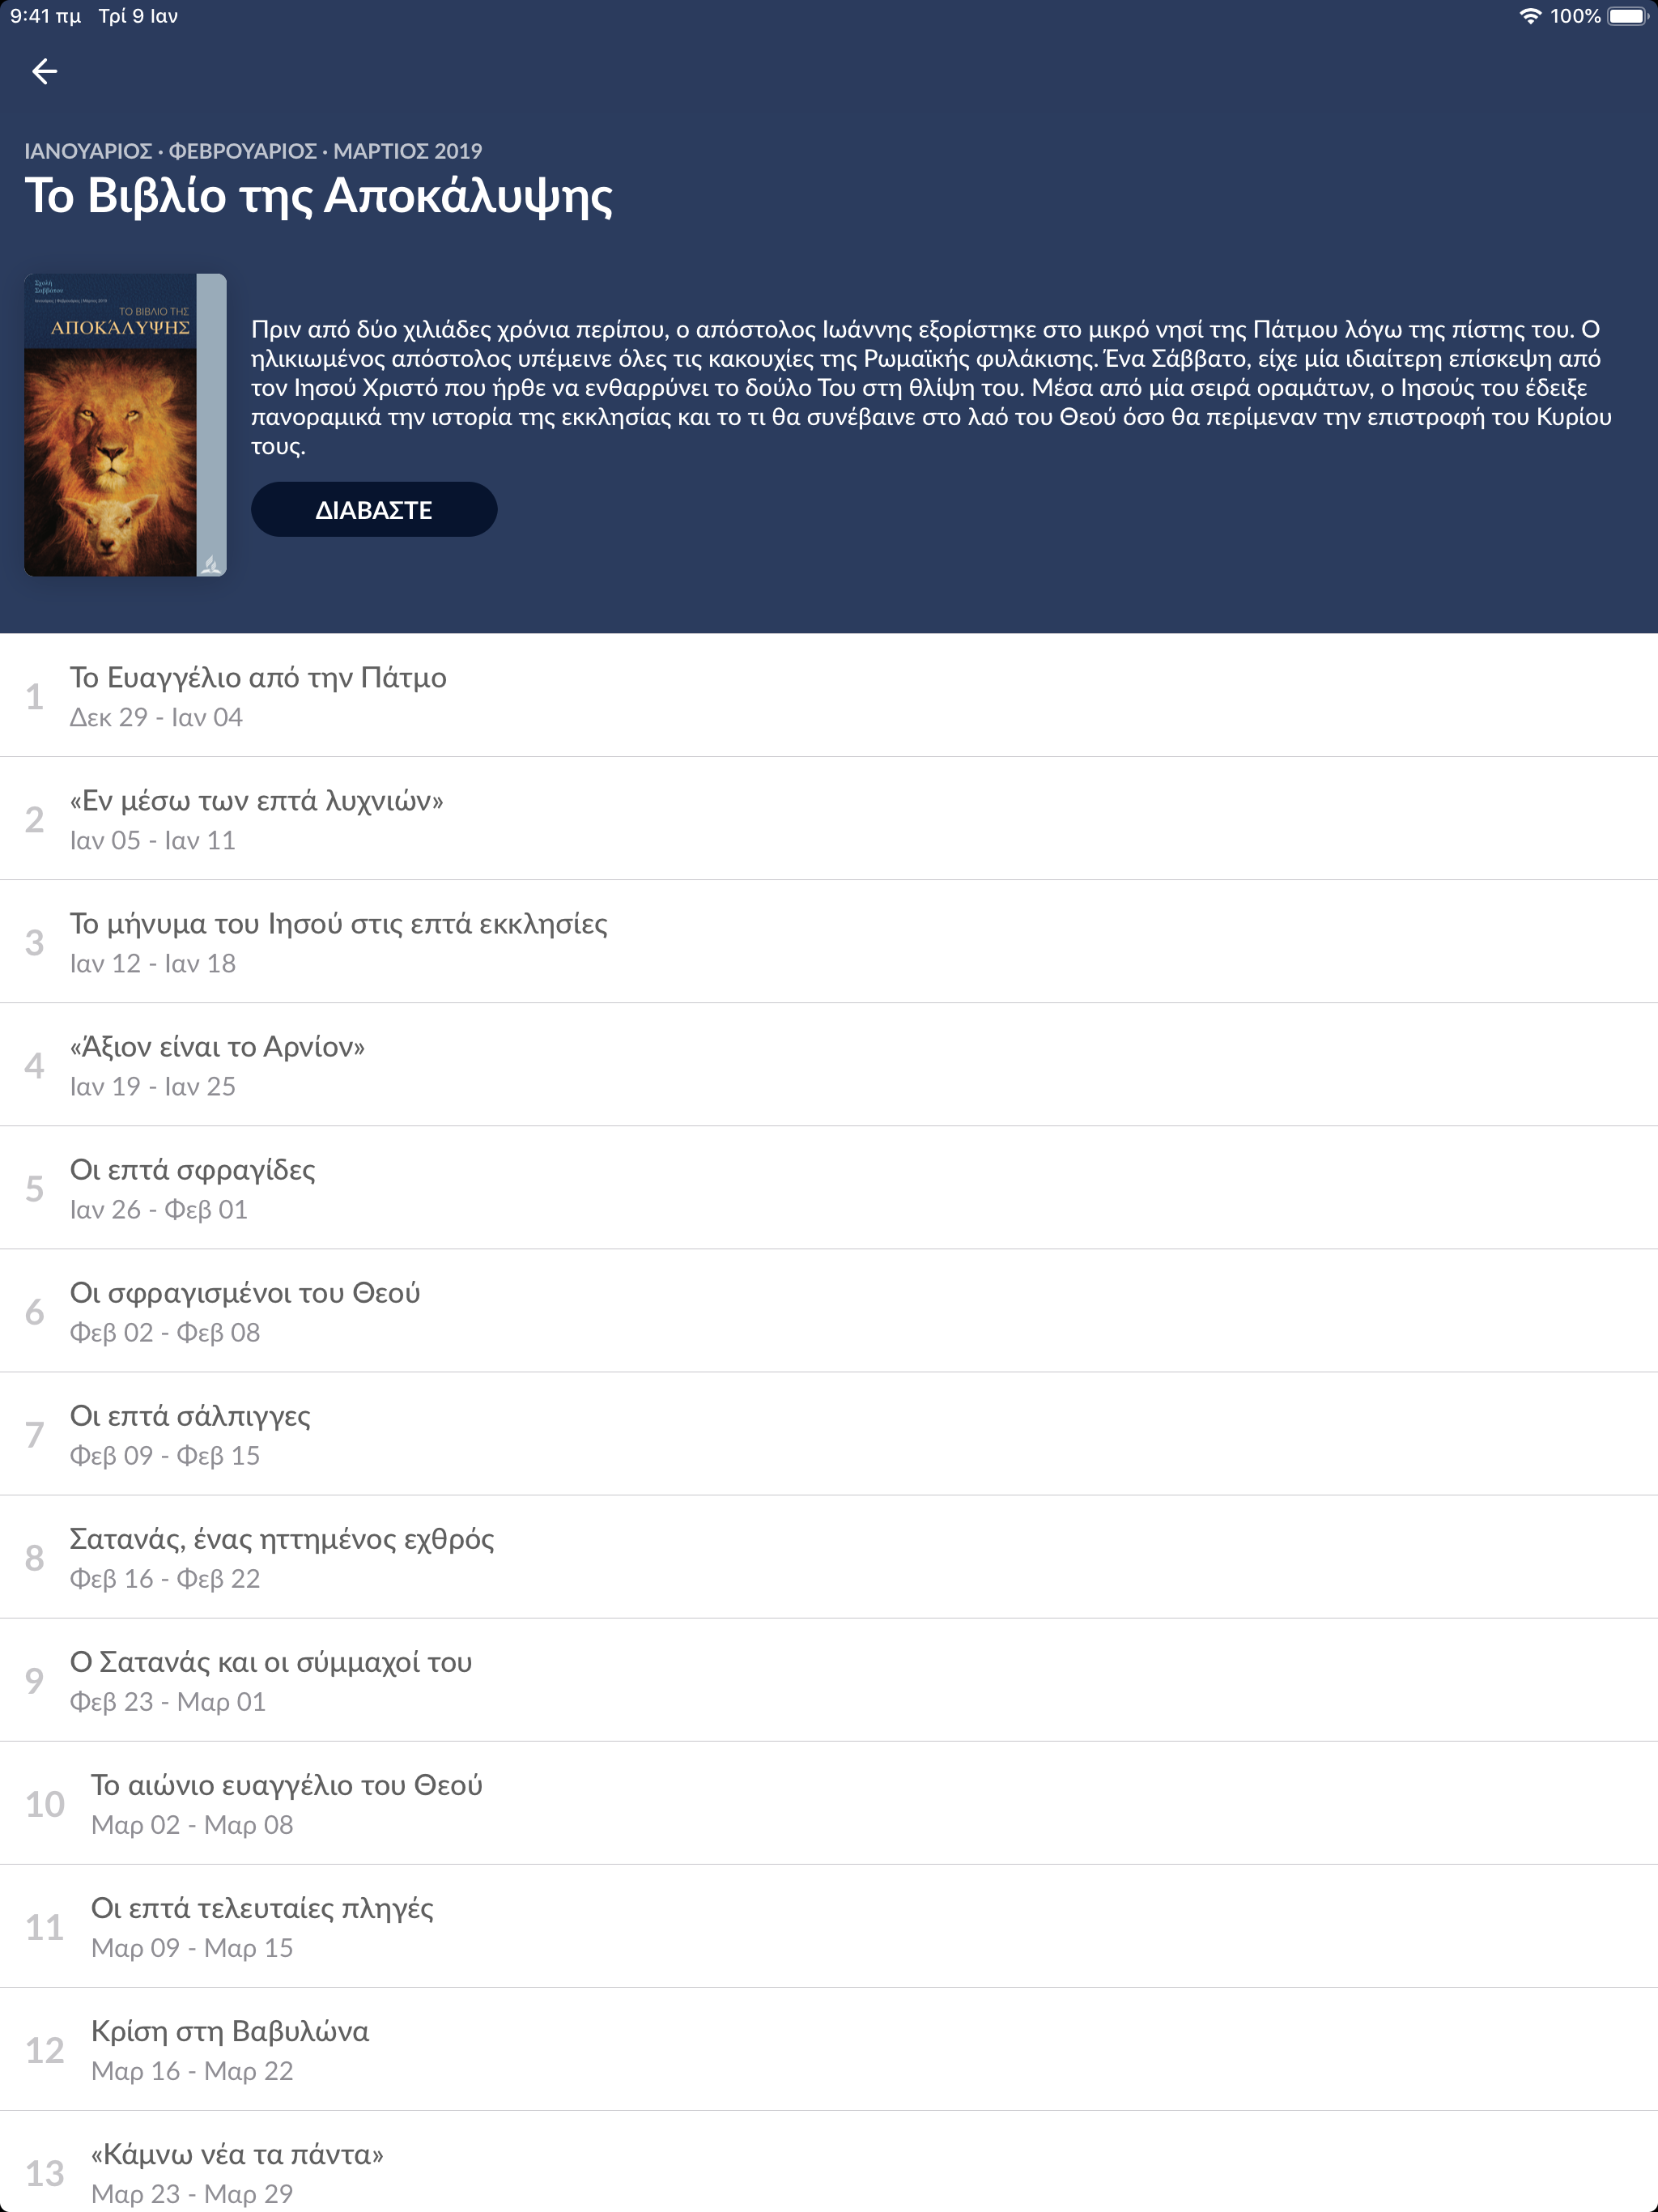 9:41 πμ Τρί 9 Ιαν 100%
ΙΑΝΟΥΑΡΙΟΣ · ΦΕΒΡΟΥΑΡΙΟΣ · ΜΑΡΤΙΟΣ 2019
Το Βιβλίο της Αποκάλυψης
Σχολή
Σαββάτου
Ιανουάριος | Φεβρουάριος | Μάρτιος 2019
ΤΟ ΒΙΒΛΙΟ ΤΗΣ
ΑΠΟΚΆΛΥΨΗΣ
Πριν από δύο χιλιάδες χρόνια περίπου, ο απόστολος Ιωάννης εξορίστηκε στο μικρό νησί της Πάτμου λόγω της πίστης του. Ο
ηλικιωμένος απόστολος υπέμεινε όλες τις κακουχίες της Ρωμαϊκής φυλάκισης. Ένα Σάββατο, είχε μία ιδιαίτερη επίσκεψη από
τον Ιησού Χριστό που ήρθε να ενθαρρύνει το δούλο Του στη θλίψη του. Μέσα από μία σειρά οραμάτων, ο Ιησούς του έδειξε
πανοραμικά την ιστορία της εκκλησίας και το τι θα συνέβαινε στο λαό του Θεού όσο θα περίμεναν την επιστροφή του Κυρίου
τους.
ΔΙΑΒΑΣΤΕ
1 Το Ευαγγέλιο από την Πάτμο
Δεκ 29 - Ιαν 04
2 «Εν μέσω των επτά λυχνιών»
Ιαν 05 - Ιαν 11
3 Το μήνυμα του Ιησού στις επτά εκκλησίες
Ιαν 12 - Ιαν 18
4 «Άξιον είναι το Αρνίον»
Ιαν 19 - Ιαν 25
5 Οι επτά σφραγίδες
Ιαν 26 - Φεβ 01
6 Οι σφραγισμένοι του Θεού
Φεβ 02 - Φεβ 08
7 Οι επτά σάλπιγγες
Φεβ 09 - Φεβ 15
8 Σατανάς, ένας ηττημένος εχθρός
Φεβ 16 - Φεβ 22
9 Ο Σατανάς και οι σύμμαχοί του
Φεβ 23 - Μαρ 01
10 Το αιώνιο ευαγγέλιο του Θεού
Μαρ 02 - Μαρ 08
11 Οι επτά τελευταίες πληγές
Μαρ 09 - Μαρ 15
12 Κρίση στη Βαβυλώνα
Μαρ 16 - Μαρ 22
13 «Κάμνω νέα τα πάντα»
Μαρ 23 - Μαρ 29